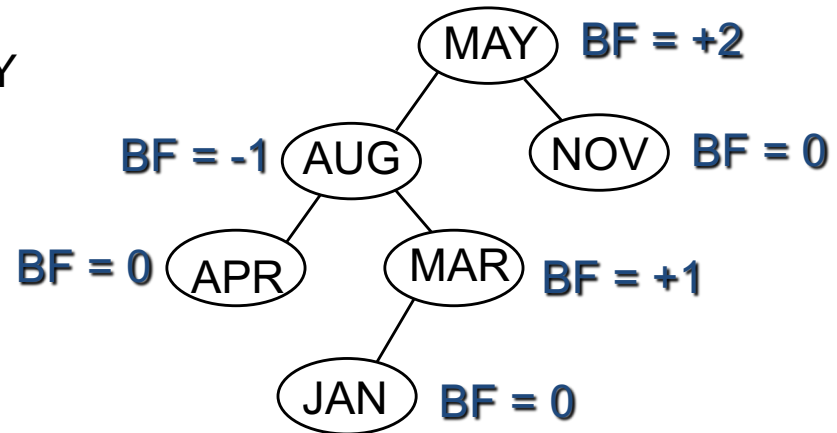 MAY BF = +2
Y
BF = -1 AUG NOV BF = 0
BF = 0 APR MAR BF = +1
JAN BF = 0